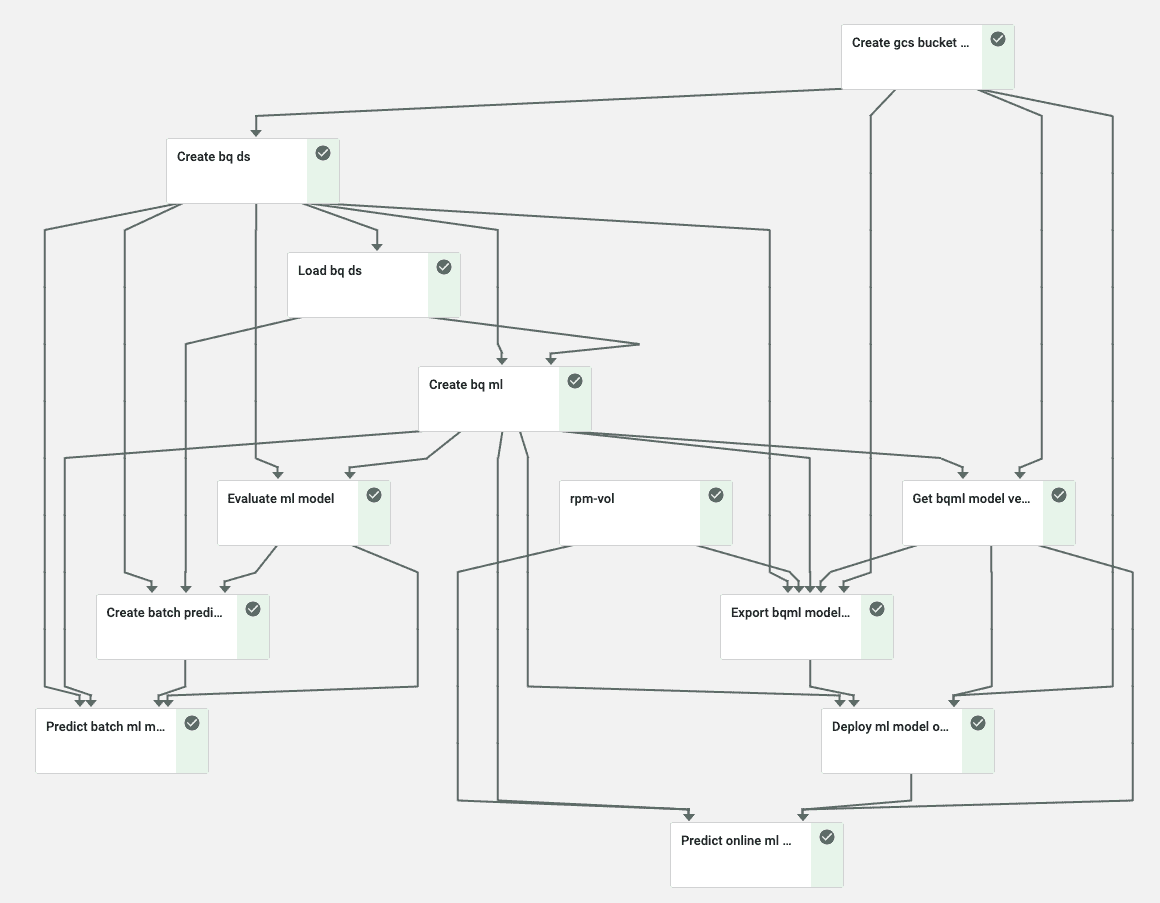 Create gcs bucket ...
Create bq ds
Load bq ds
Create bq ml
Evaluate ml model
rpm-vol
Get bqml model ve...
Create batch predi...
Export bqml model...
Predict batch ml m...
Deploy ml model o...
Predict online ml ...